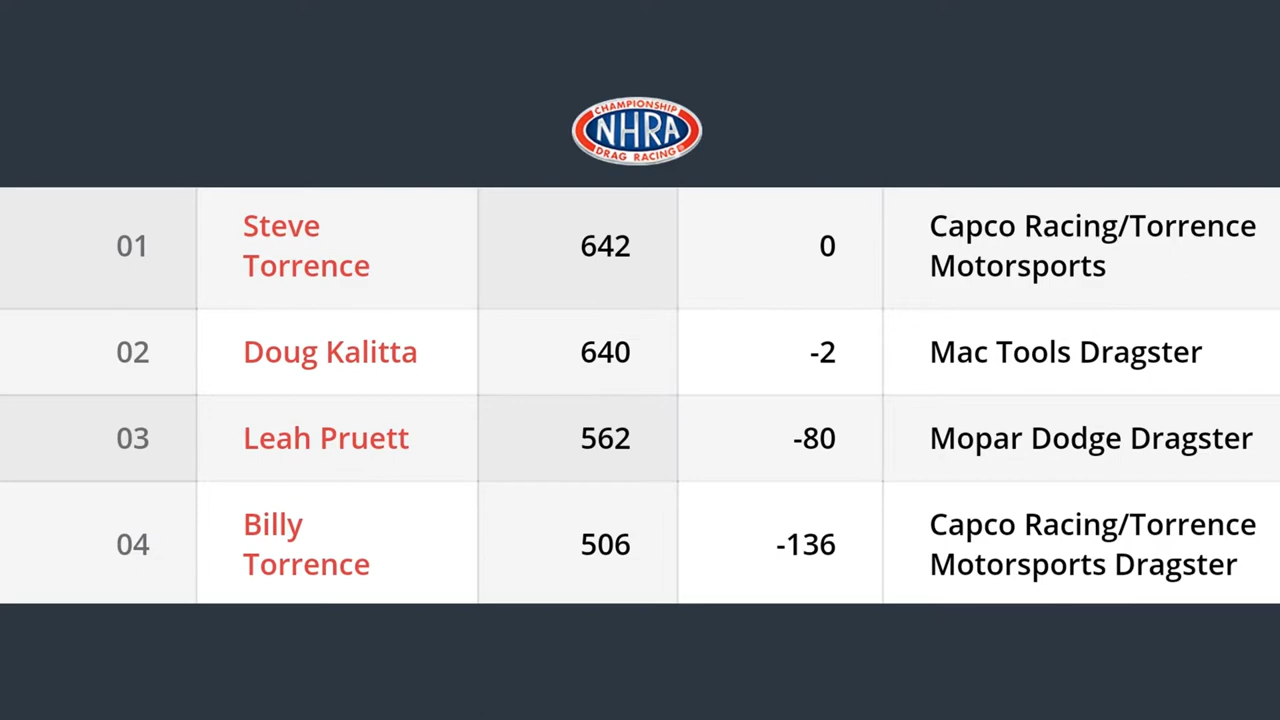 CHAMPIONSHIP
NHRA
DRAG RACING
01 Steve Torrence 642 0 Capco Racing/Torrence Motorsports
02 Doug Kalitta 640 -2 Mac Tools Dragster
03 Leah Pruett 562 -80 Mopar Dodge Dragster
04 Billy Torrence 506 -136 Capco Racing/Torrence Motorsports Dragster